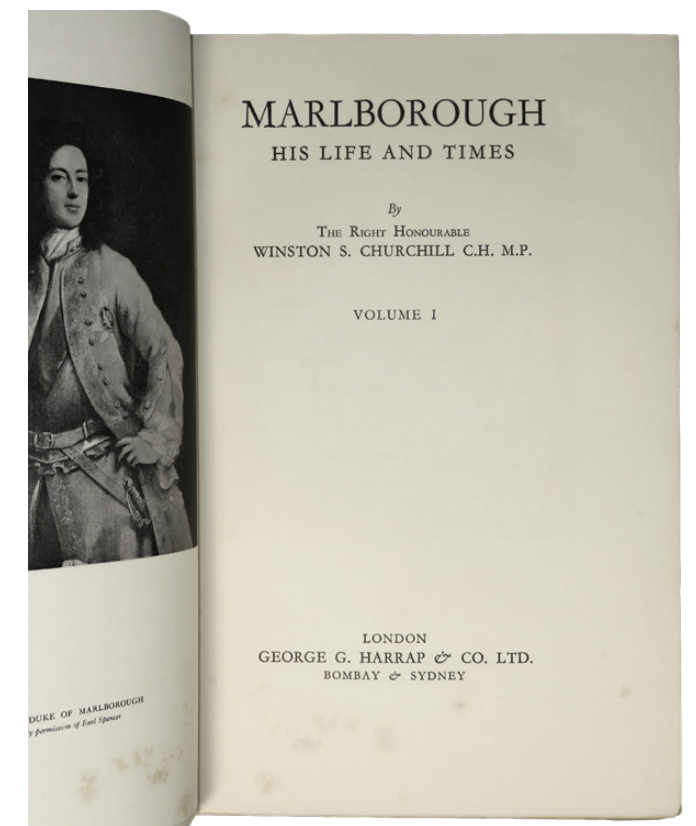 MARLBOROUGH
HIS LIFE AND TIMES
By
THE RIGHT HONOURABLE
WINSTON S. CHURCHILL C.H. M.P.
VOLUME I
LONDON
GEORGE G. HARRAP & CO. LTD.
BOMBAY & SYDNEY
DUKE OF MARLBOROUGH
permission of Earl Spencer